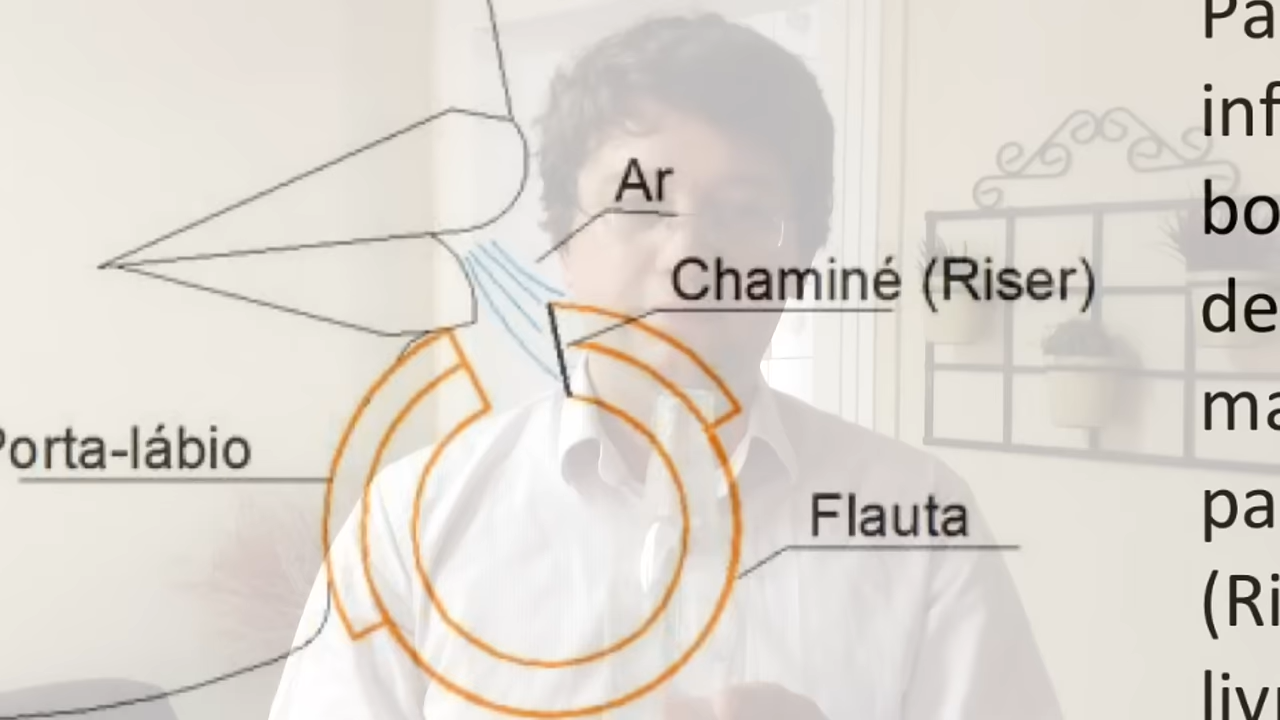 Ar
Chaminé (Riser)
Porta-lábio
Flauta
Pa
inf
bo
de
ma
pa
(Ri
livr